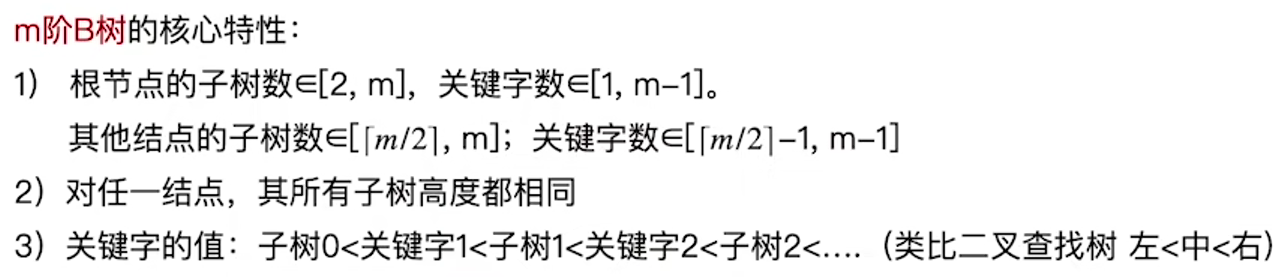 m阶B树的核心特性：
1) 根节点的子树数∈[2, m]，关键字数∈[1, m-1]。
其他结点的子树数∈[⌈m/2⌉, m]；关键字数∈[⌈m/2⌉-1, m-1]
2）对任一结点，其所有子树高度都相同
3）关键字的值：子树0<关键字1<子树1<关键字2<子树2<....（类比二叉查找树 左<中<右）